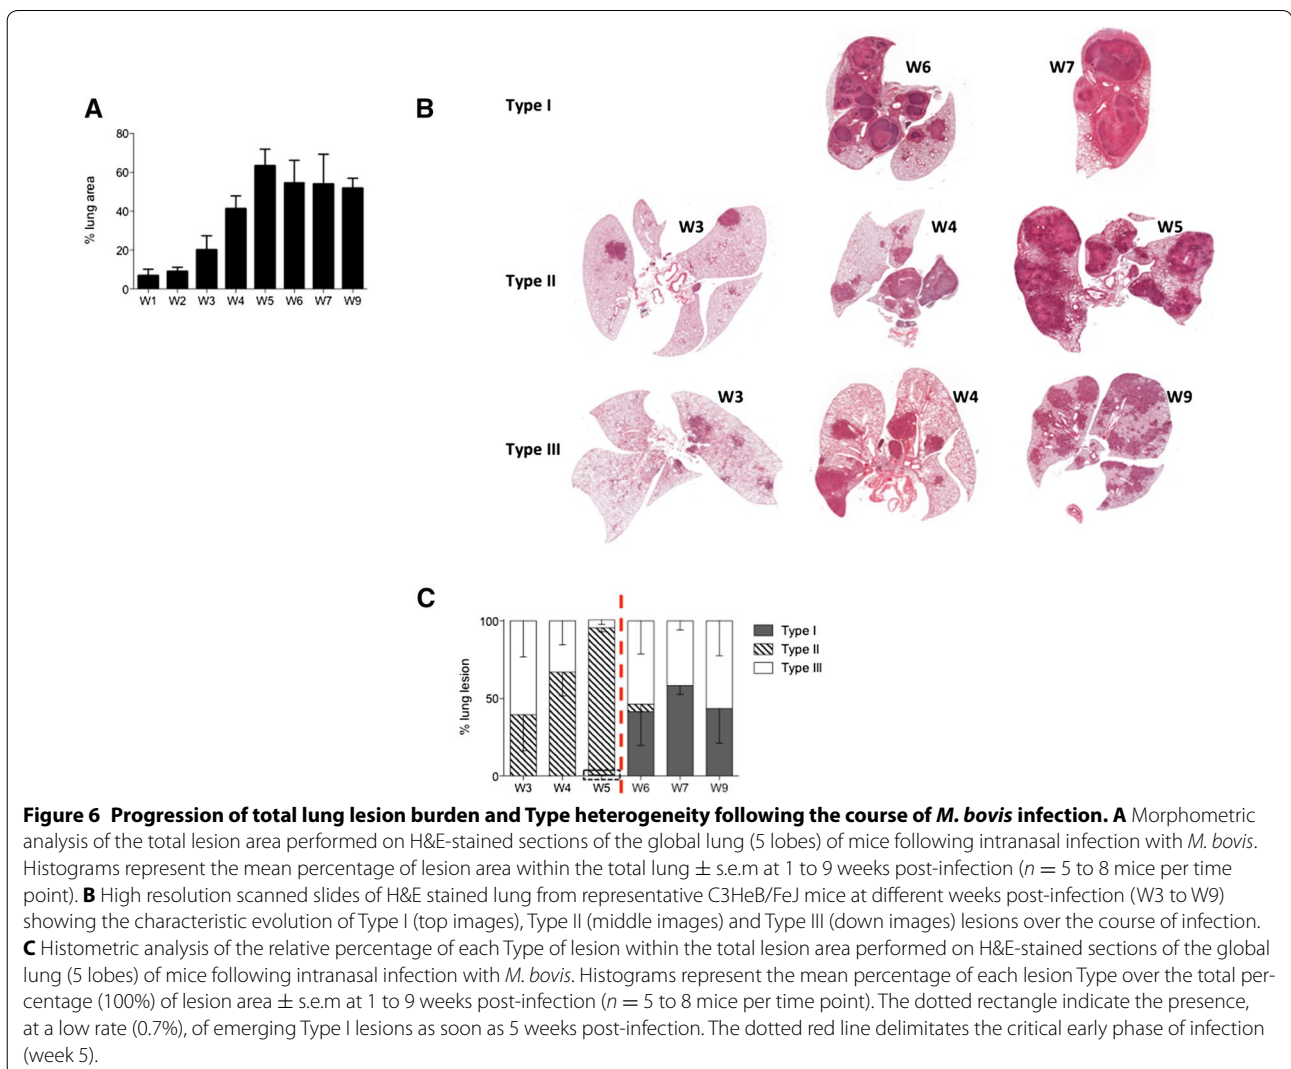 A
% lung area
80
60
40
20
0
W1 W2 W3 W4 W5 W6 W7 W9
B
Type I
W6
W7
Type II
W3
W4
W5
Type III
W3
W4
W9
C
% lung lesion
100
50
0
W3 W4 W5 W6 W7 W9
Type I
Type II
Type III
Figure 6 Progression of total lung lesion burden and Type heterogeneity following the course of M. bovis infection. A Morphometric
analysis of the total lesion area performed on H&E-stained sections of the global lung (5 lobes) of mice following intranasal infection with M. bovis.
Histograms represent the mean percentage of lesion area within the total lung ± s.e.m at 1 to 9 weeks post-infection (n = 5 to 8 mice per time
point). B High resolution scanned slides of H&E stained lung from representative C3HeB/FeJ mice at different weeks post-infection (W3 to W9)
showing the characteristic evolution of Type I (top images), Type II (middle images) and Type III (down images) lesions over the course of infection.
C Histometric analysis of the relative percentage of each Type of lesion within the total lesion area performed on H&E-stained sections of the global
lung (5 lobes) of mice following intranasal infection with M. bovis. Histograms represent the mean percentage of each lesion Type over the total per-
centage (100%) of lesion area ± s.e.m at 1 to 9 weeks post-infection (n = 5 to 8 mice per time point). The dotted rectangle indicate the presence,
at a low rate (0.7%), of emerging Type I lesions as soon as 5 weeks post-infection. The dotted red line delimitates the critical early phase of infection
(week 5).